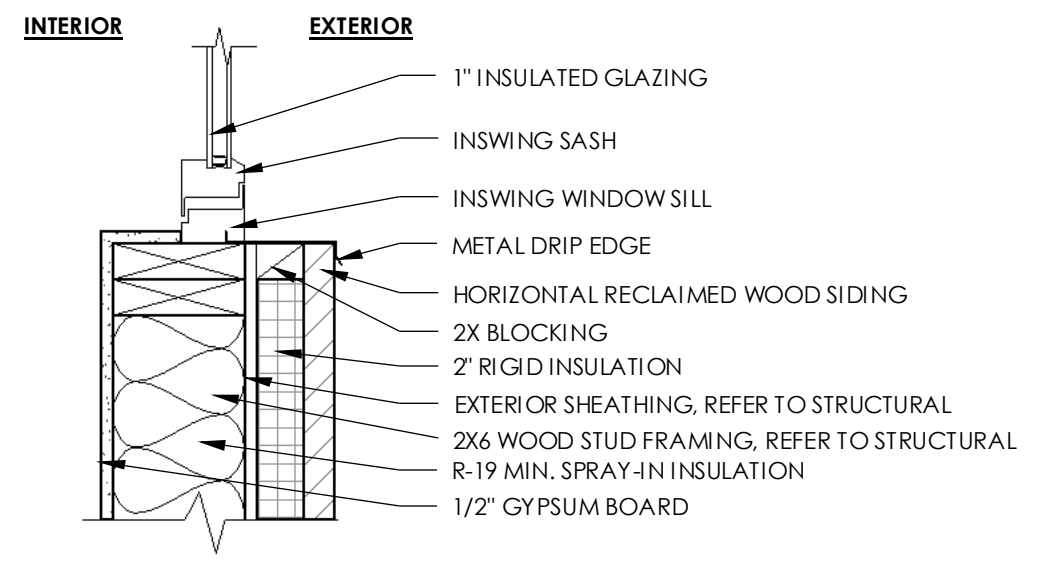 INTERIOR
EXTERIOR
1" INSULATED GLAZING
INSWING SASH
INSWING WINDOW SILL
METAL DRIP EDGE
HORIZONTAL RECLAIMED WOOD SIDING
2X BLOCKING
2" RIGID INSULATION
EXTERIOR SHEATHING, REFER TO STRUCTURAL
2X6 WOOD STUD FRAMING, REFER TO STRUCTURAL
R-19 MIN. SPRAY-IN INSULATION
1/2" GYPSUM BOARD